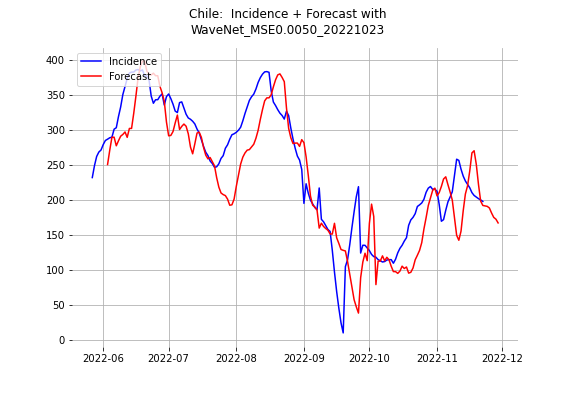 Chile:  Incidence + Forecast with
WaveNet_MSE0.0050_20221023
Incidence
Forecast
400
350
300
250
200
150
100
50
0
2022-06 2022-07 2022-08 2022-09 2022-10 2022-11 2022-12